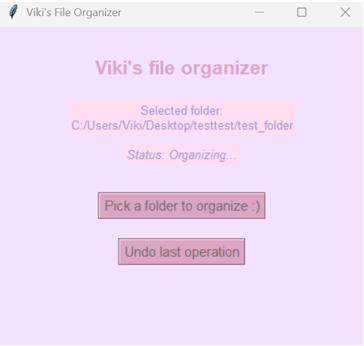 Viki's File Organizer
Viki's file organizer
Selected folder:
C:/Users/Viki/Desktop/testtest/test_folder
Status: Organizing...
Pick a folder to organize :)
Undo last operation